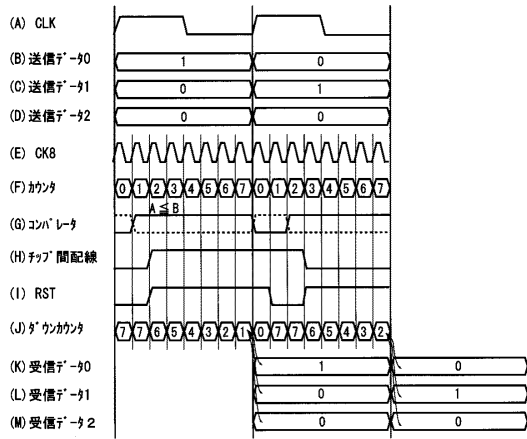 (A) CLK
(B) 送信ﾃﾞｰﾀ0 1 0
(C) 送信ﾃﾞｰﾀ1 0 1
(D) 送信ﾃﾞｰﾀ2 0 0
(E) CK8
(F) ｶｳﾝﾀ 0 1 2 3 4 5 6 7 0 1 2 3 4 5 6 7
A≦B
(G) ｺﾝﾊﾟﾚｰﾀ
(H) ﾁｯﾌﾟ間配線
(I) RST
(J) ﾀﾞｳﾝｶｳﾝﾀ 7 7 6 5 4 3 2 1 0 7 7 6 5 4 3 2
(K) 受信ﾃﾞｰﾀ0 1 0
(L) 受信ﾃﾞｰﾀ1 0 1
(M) 受信ﾃﾞｰﾀ2 0 0